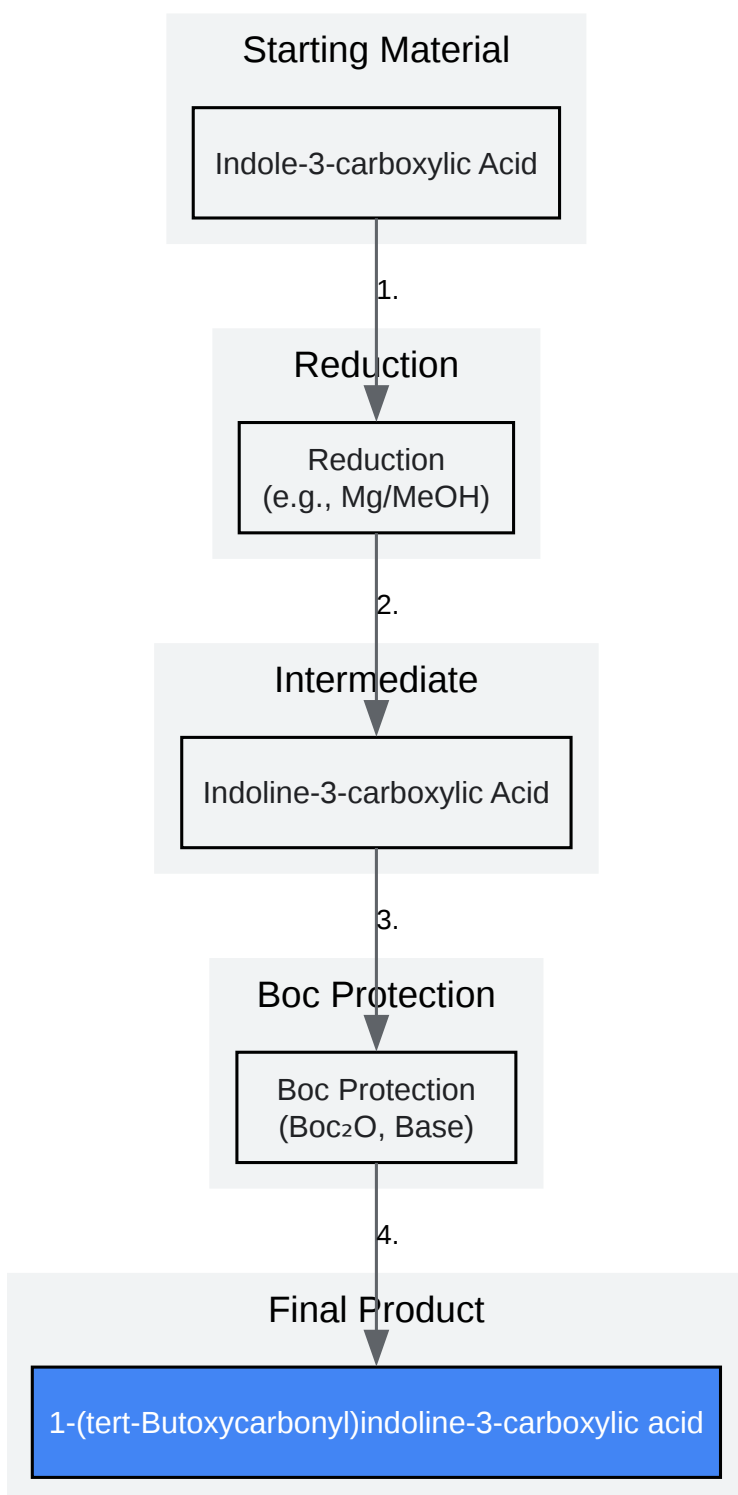 Starting Material
Indole-3-carboxylic Acid
1.
Reduction
Reduction
(e.g., Mg/MeOH)
2.
Intermediate
Indoline-3-carboxylic Acid
3.
Boc Protection
Boc Protection
(Boc₂O, Base)
4.
Final Product
1-(tert-Butoxycarbonyl)indoline-3-carboxylic acid